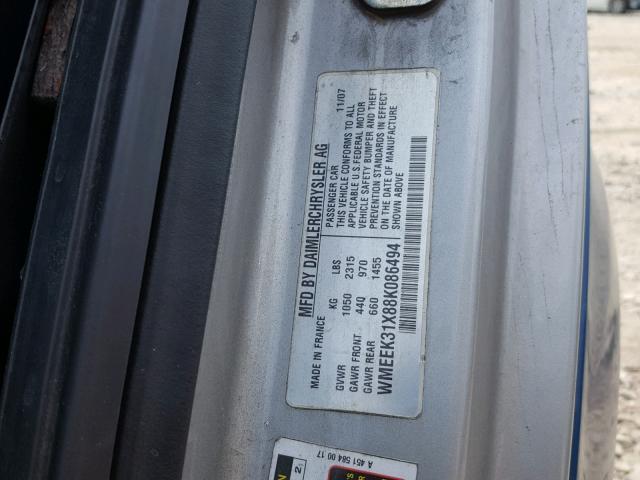 MFD BY DAIMLERCHRYSLER AG
MADE IN FRANCE
PASSENGER CAR 11/07
KG LBS
GVWR 1050 2315
GAWR FRONT 440 970
GAWR REAR 660 1455
THIS VEHICLE CONFORMS TO ALL
APPLICABLE U.S. FEDERAL MOTOR
VEHICLE SAFETY BUMPER AND THEFT
PREVENTION STANDARDS IN EFFECT
ON THE DATE OF MANUFACTURE
SHOWN ABOVE
WMEEK31X88K086494
A 451 584 00 17